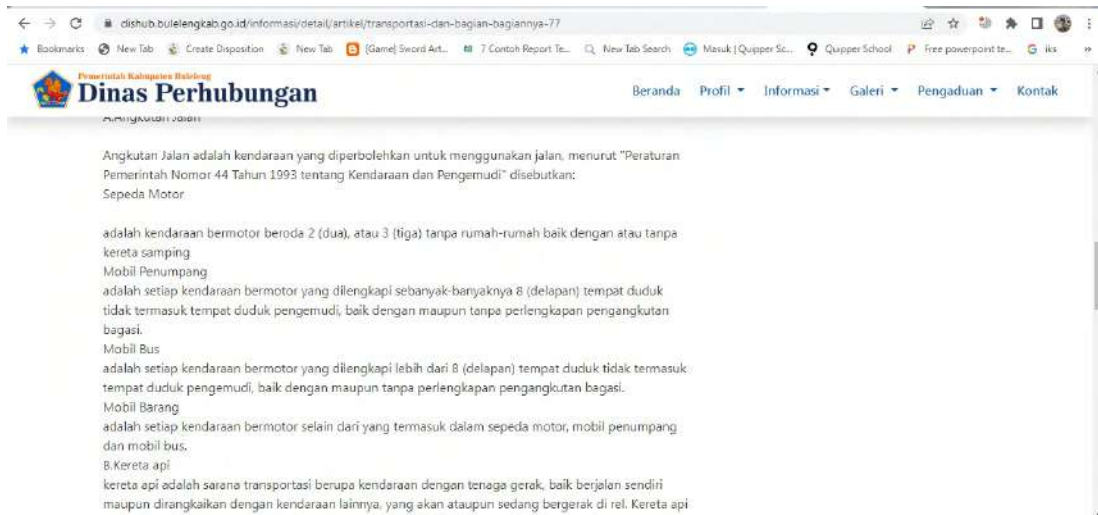 dishub.bulelengkab.go.id/informasi/detail/artikel/transportasi-dan-bagian-bagiannya-77
Bookmarks New Tab Create Disposition New Tab [Game] Sword Art... 7 Contoh Report Te... New Tab Search Masuk | Quipper Sc... Quipper School Free powerpoint te... iks »
Pemerintah Kabupaten Buleleng
Dinas Perhubungan
Beranda Profil Informasi Galeri Pengaduan Kontak
A.Angkutan Jalan
Angkutan Jalan adalah kendaraan yang diperbolehkan untuk menggunakan jalan, menurut "Peraturan
Pemerintah Nomor 44 Tahun 1993 tentang Kendaraan dan Pengemudi" disebutkan:
Sepeda Motor
adalah kendaraan bermotor beroda 2 (dua), atau 3 (tiga) tanpa rumah-rumah baik dengan atau tanpa
kereta samping
Mobil Penumpang
adalah setiap kendaraan bermotor yang dilengkapi sebanyak-banyaknya 8 (delapan) tempat duduk
tidak termasuk tempat duduk pengemudi, baik dengan maupun tanpa perlengkapan pengangkutan
bagasi.
Mobil Bus
adalah setiap kendaraan bermotor yang dilengkapi lebih dari 8 (delapan) tempat duduk tidak termasuk
tempat duduk pengemudi, baik dengan maupun tanpa perlengkapan pengangkutan bagasi.
Mobil Barang
adalah setiap kendaraan bermotor selain dari yang termasuk dalam sepeda motor, mobil penumpang
dan mobil bus.
B.Kereta api
kereta api adalah sarana transportasi berupa kendaraan dengan tenaga gerak, baik berjalan sendiri
maupun dirangkaikan dengan kendaraan lainnya, yang akan ataupun sedang bergerak di rel. Kereta api